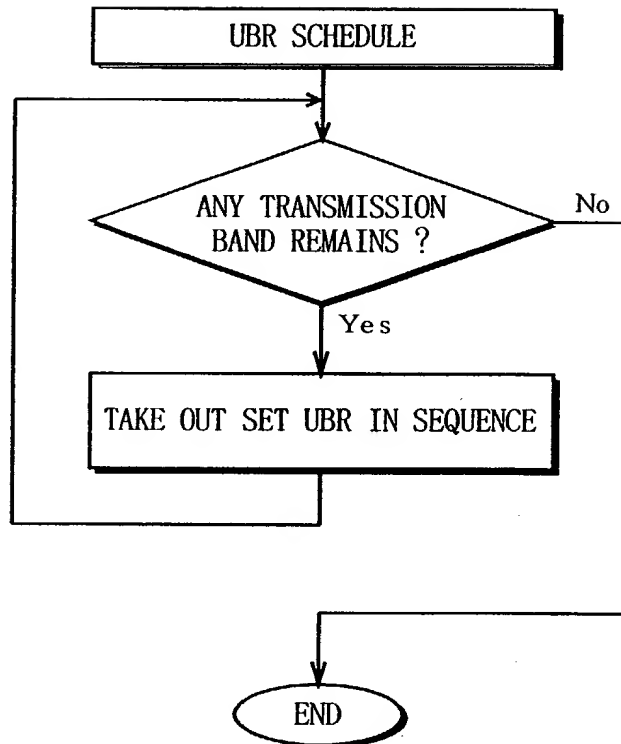 UBR SCHEDULE
ANY TRANSMISSION
BAND REMAINS ?
No
Yes
TAKE OUT SET UBR IN SEQUENCE
END